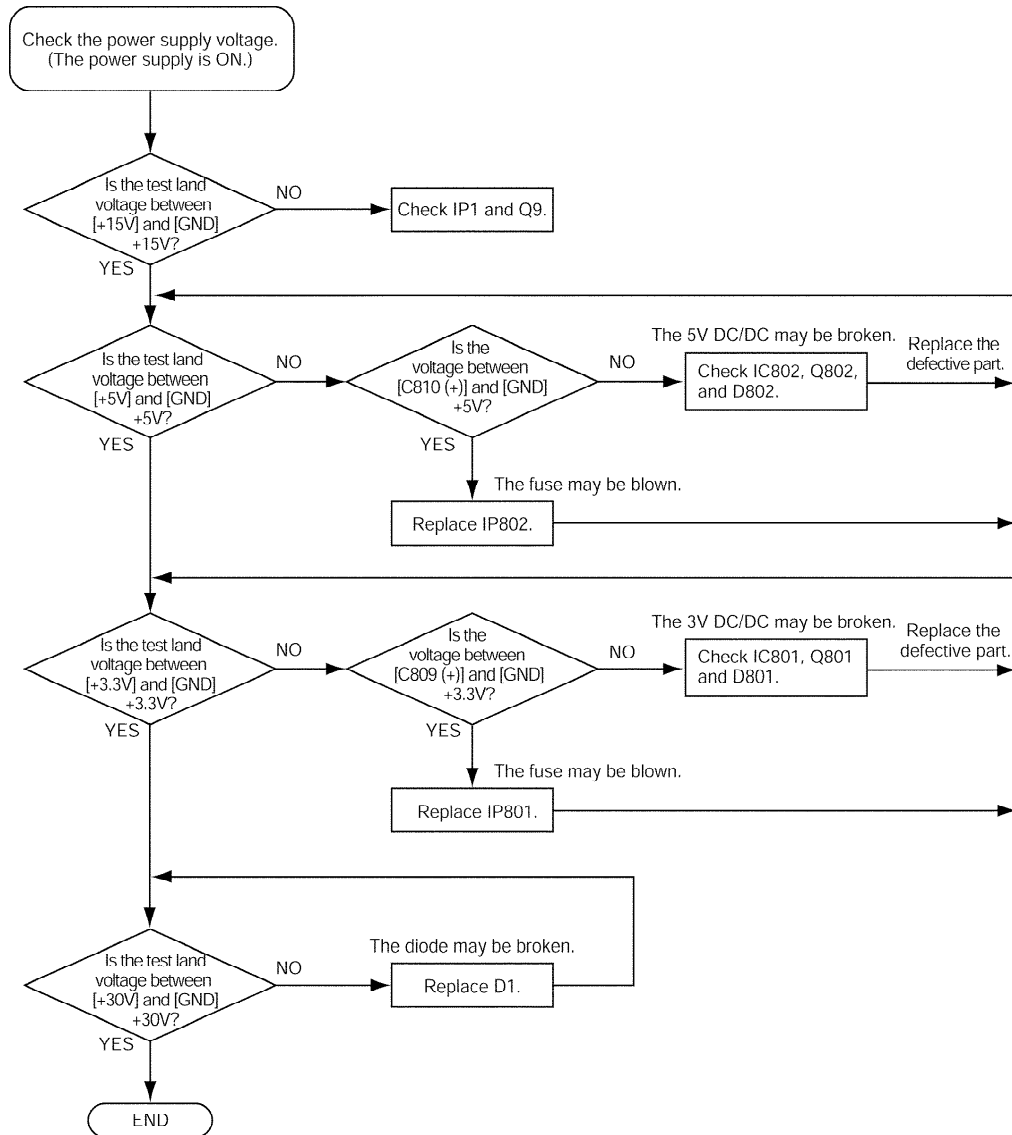 Check the power supply voltage.
(The power supply is ON.)
Is the test land
voltage between
[+15V] and [GND]
+15V?
NO
Check IP1 and Q9.
YES
Is the test land
voltage between
[+5V] and [GND]
+5V?
NO
Is the
voltage between
[C810 (+)] and [GND]
+5V?
NO
The 5V DC/DC may be broken.
Check IC802, Q802,
and D802.
Replace the
defective part.
YES
YES
The fuse may be blown.
Replace IP802.
Is the test land
voltage between
[+3.3V] and [GND]
+3.3V?
NO
Is the
voltage between
[C809 (+)] and [GND]
+3.3V?
NO
The 3V DC/DC may be broken.
Check IC801, Q801
and D801.
Replace the
defective part.
YES
YES
The fuse may be blown.
Replace IP801.
Is the test land
voltage between
[+30V] and [GND]
+30V?
NO
The diode may be broken.
Replace D1.
YES
END